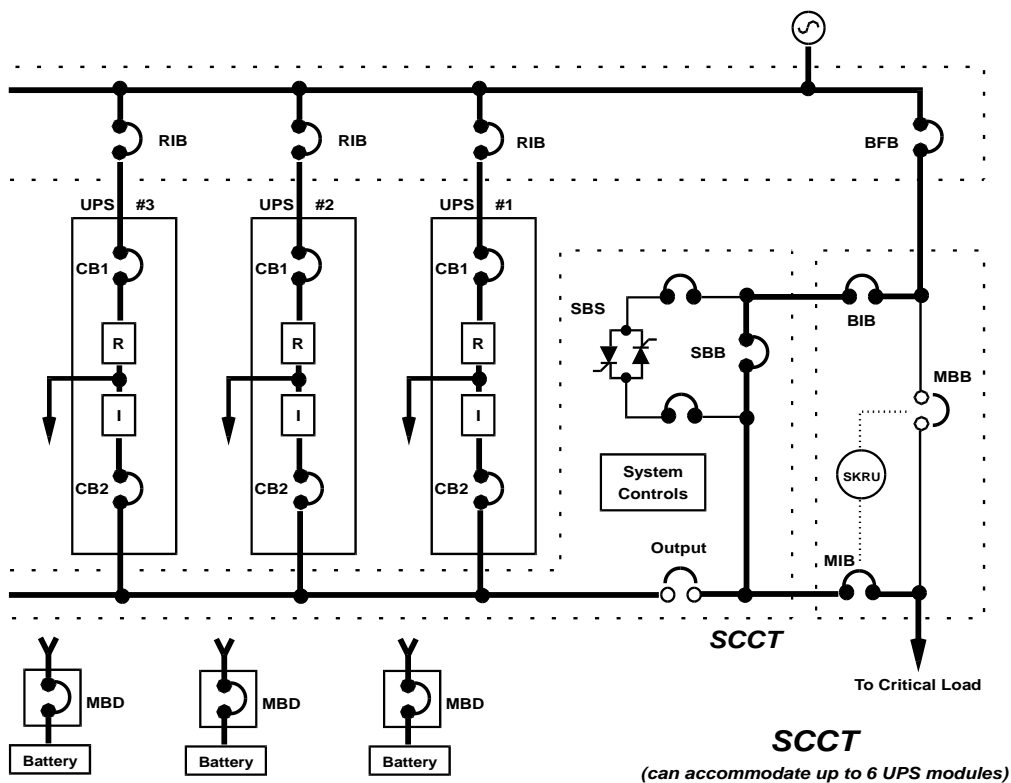 RIB
RIB
RIB
BFB
UPS #3
UPS #2
UPS #1
CB1
CB1
CB1
SBS
SBB
BIB
R
R
R
MBB
I
I
I
System
Controls
SKRU
CB2
CB2
CB2
Output
MIB
SCCT
To Critical Load
MBD
MBD
MBD
Battery
Battery
Battery
SCCT
(can accommodate up to 6 UPS modules)